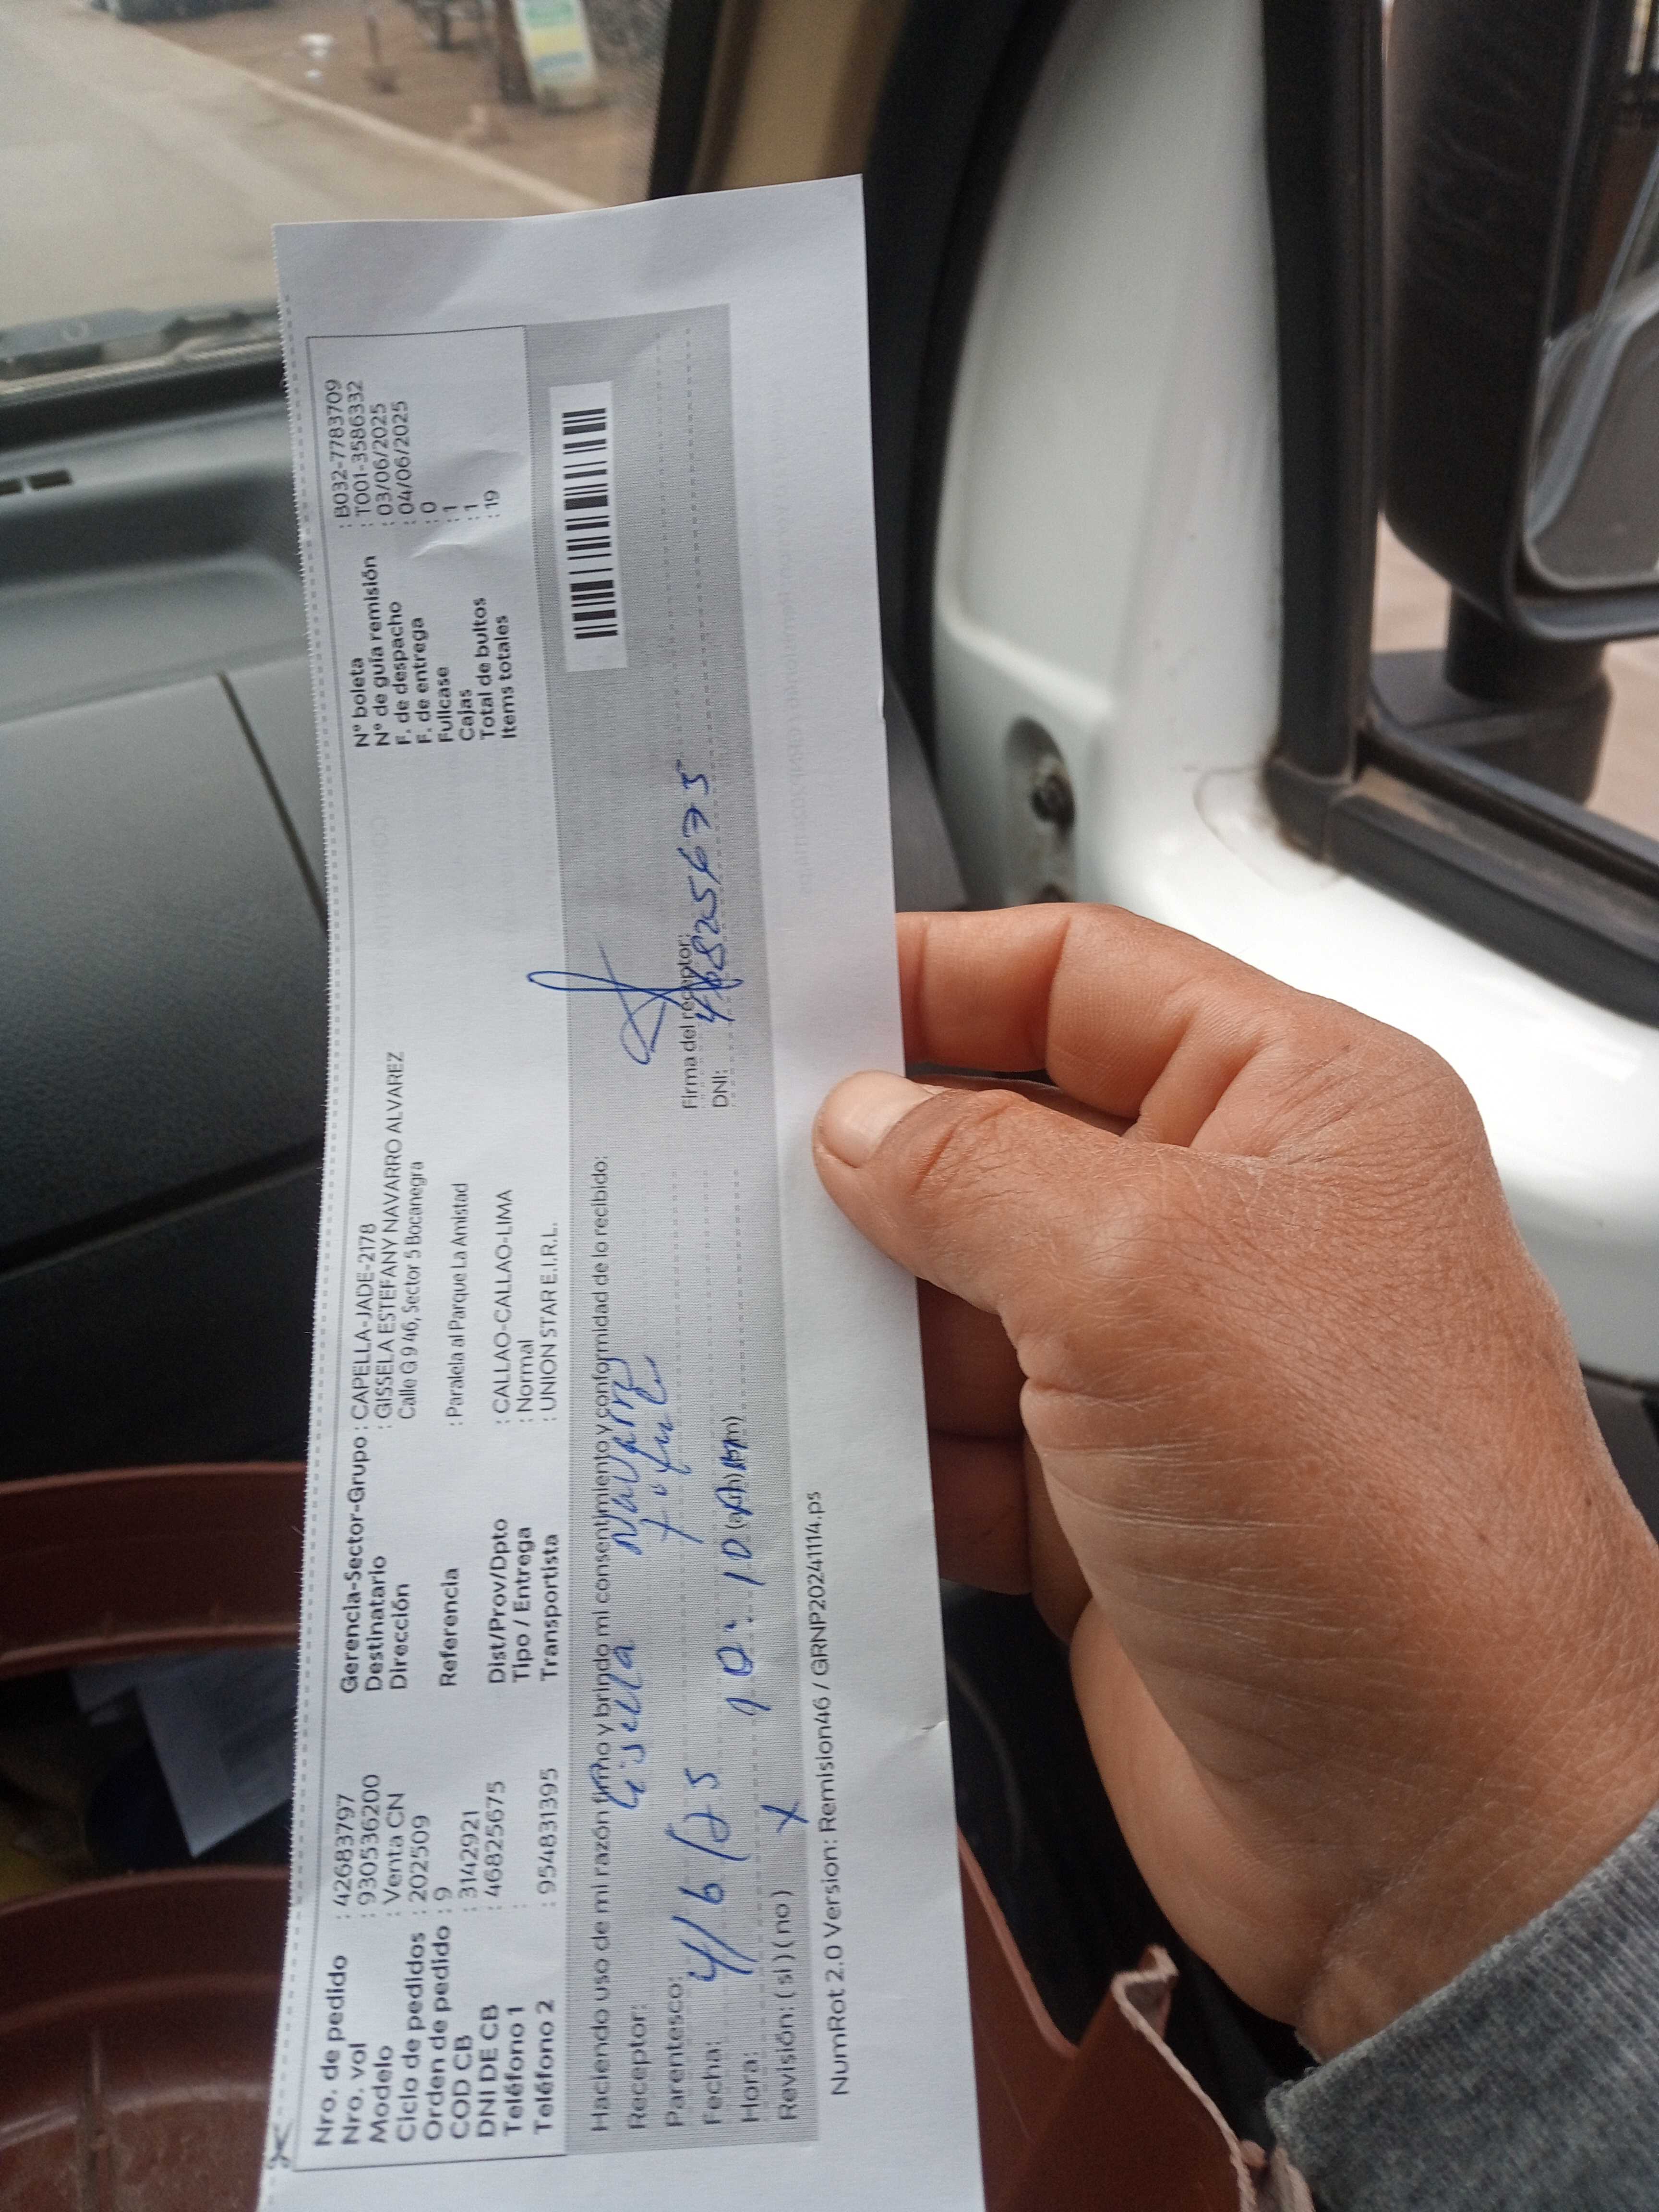 Nro. de pedido : 42683797
Nro. vol : 930536200
Modelo : Venta CN
Ciclo de pedidos : 202509
Orden de pedido : 9
COD CB : 3142921
DNI DE CB : 46825675
Teléfono 1 :
Teléfono 2 : 954831395
Gerencia-Sector-Grupo : CAPELLA-JADE-2178
Destinatario : GISSELA ESTEFANY NAVARRO ALVAREZ
Dirección Calle G 9 46, Sector 5 Bocanegra
Referencia : Paralela al Parque La Amistad
Dist/Prov/Dpto : CALLAO-CALLAO-LIMA
Tipo / Entrega : Normal
Transportista : UNION STAR E.I.R.L.
N° boleta : B032-7783709
N° de guía remisión : T001-3586332
F. de despacho : 03/06/2025
F. de entrega : 04/06/2025
Fullcase : 0
Cajas : 1
Total de bultos : 1
Items totales : 19
Haciendo uso de mi razón firmo y brindo mi consentimiento y conformidad de lo recibido:
Receptor: Gisella Navarro
Parentesco:
Fecha: 4/6/25
Hora: 10:10 (am) (pm)
Revisión: ( si ) ( no ) X
Firma del receptor:
DNI: 46825675
NumRot 2.0 Version: Remision46 / GRNP20241114.ps